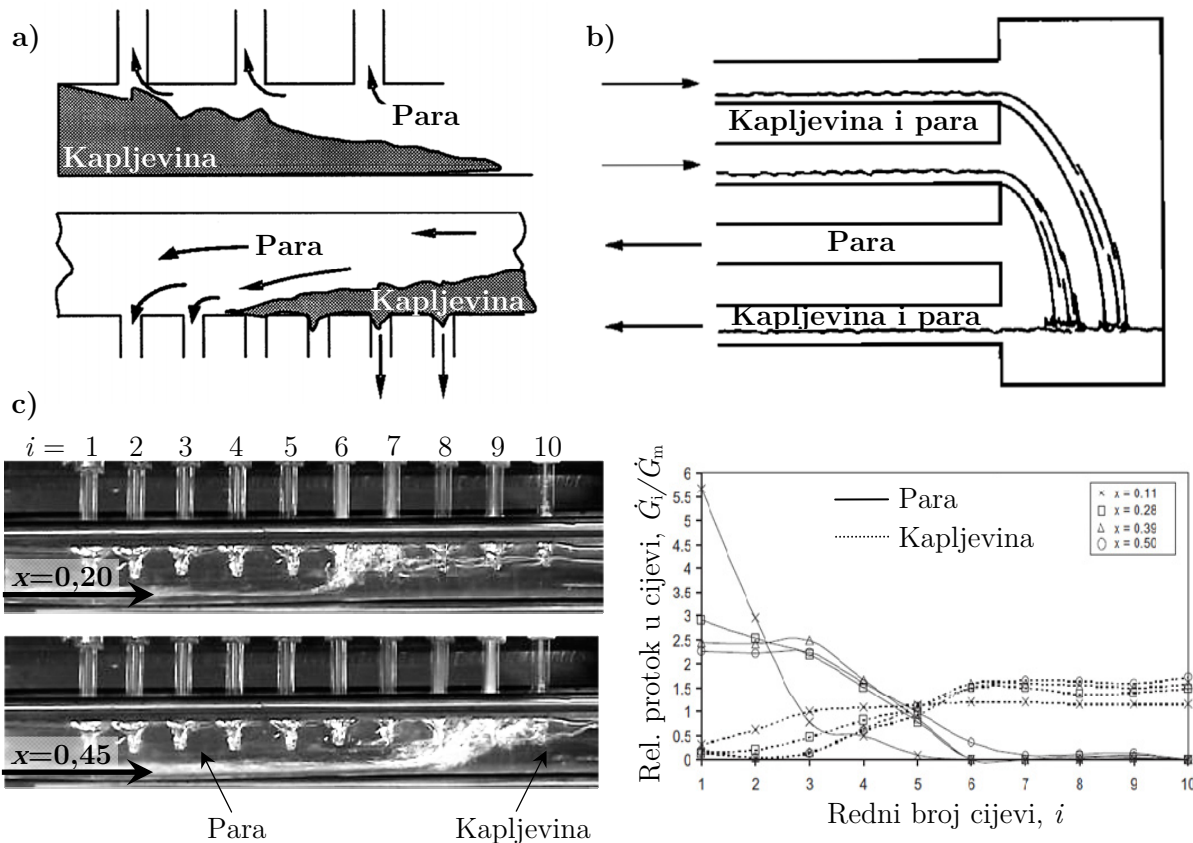 a)
Para
Kapljevina
Para
Kapljevina
b)
Kapljevina i para
Para
Kapljevina i para
c)
i = 1 2 3 4 5 6 7 8 9 10
x=0,20
x=0,45
Para
Kapljevina
Rel. protok u cijevi, Ġi/Ġm
6
5.5
5
4.5
4
3.5
3
2.5
2
1.5
1
0.5
0
Para
Kapljevina
x = 0.11
x = 0.28
x = 0.39
x = 0.50
1 2 3 4 5 6 7 8 9 10
Redni broj cijevi, i